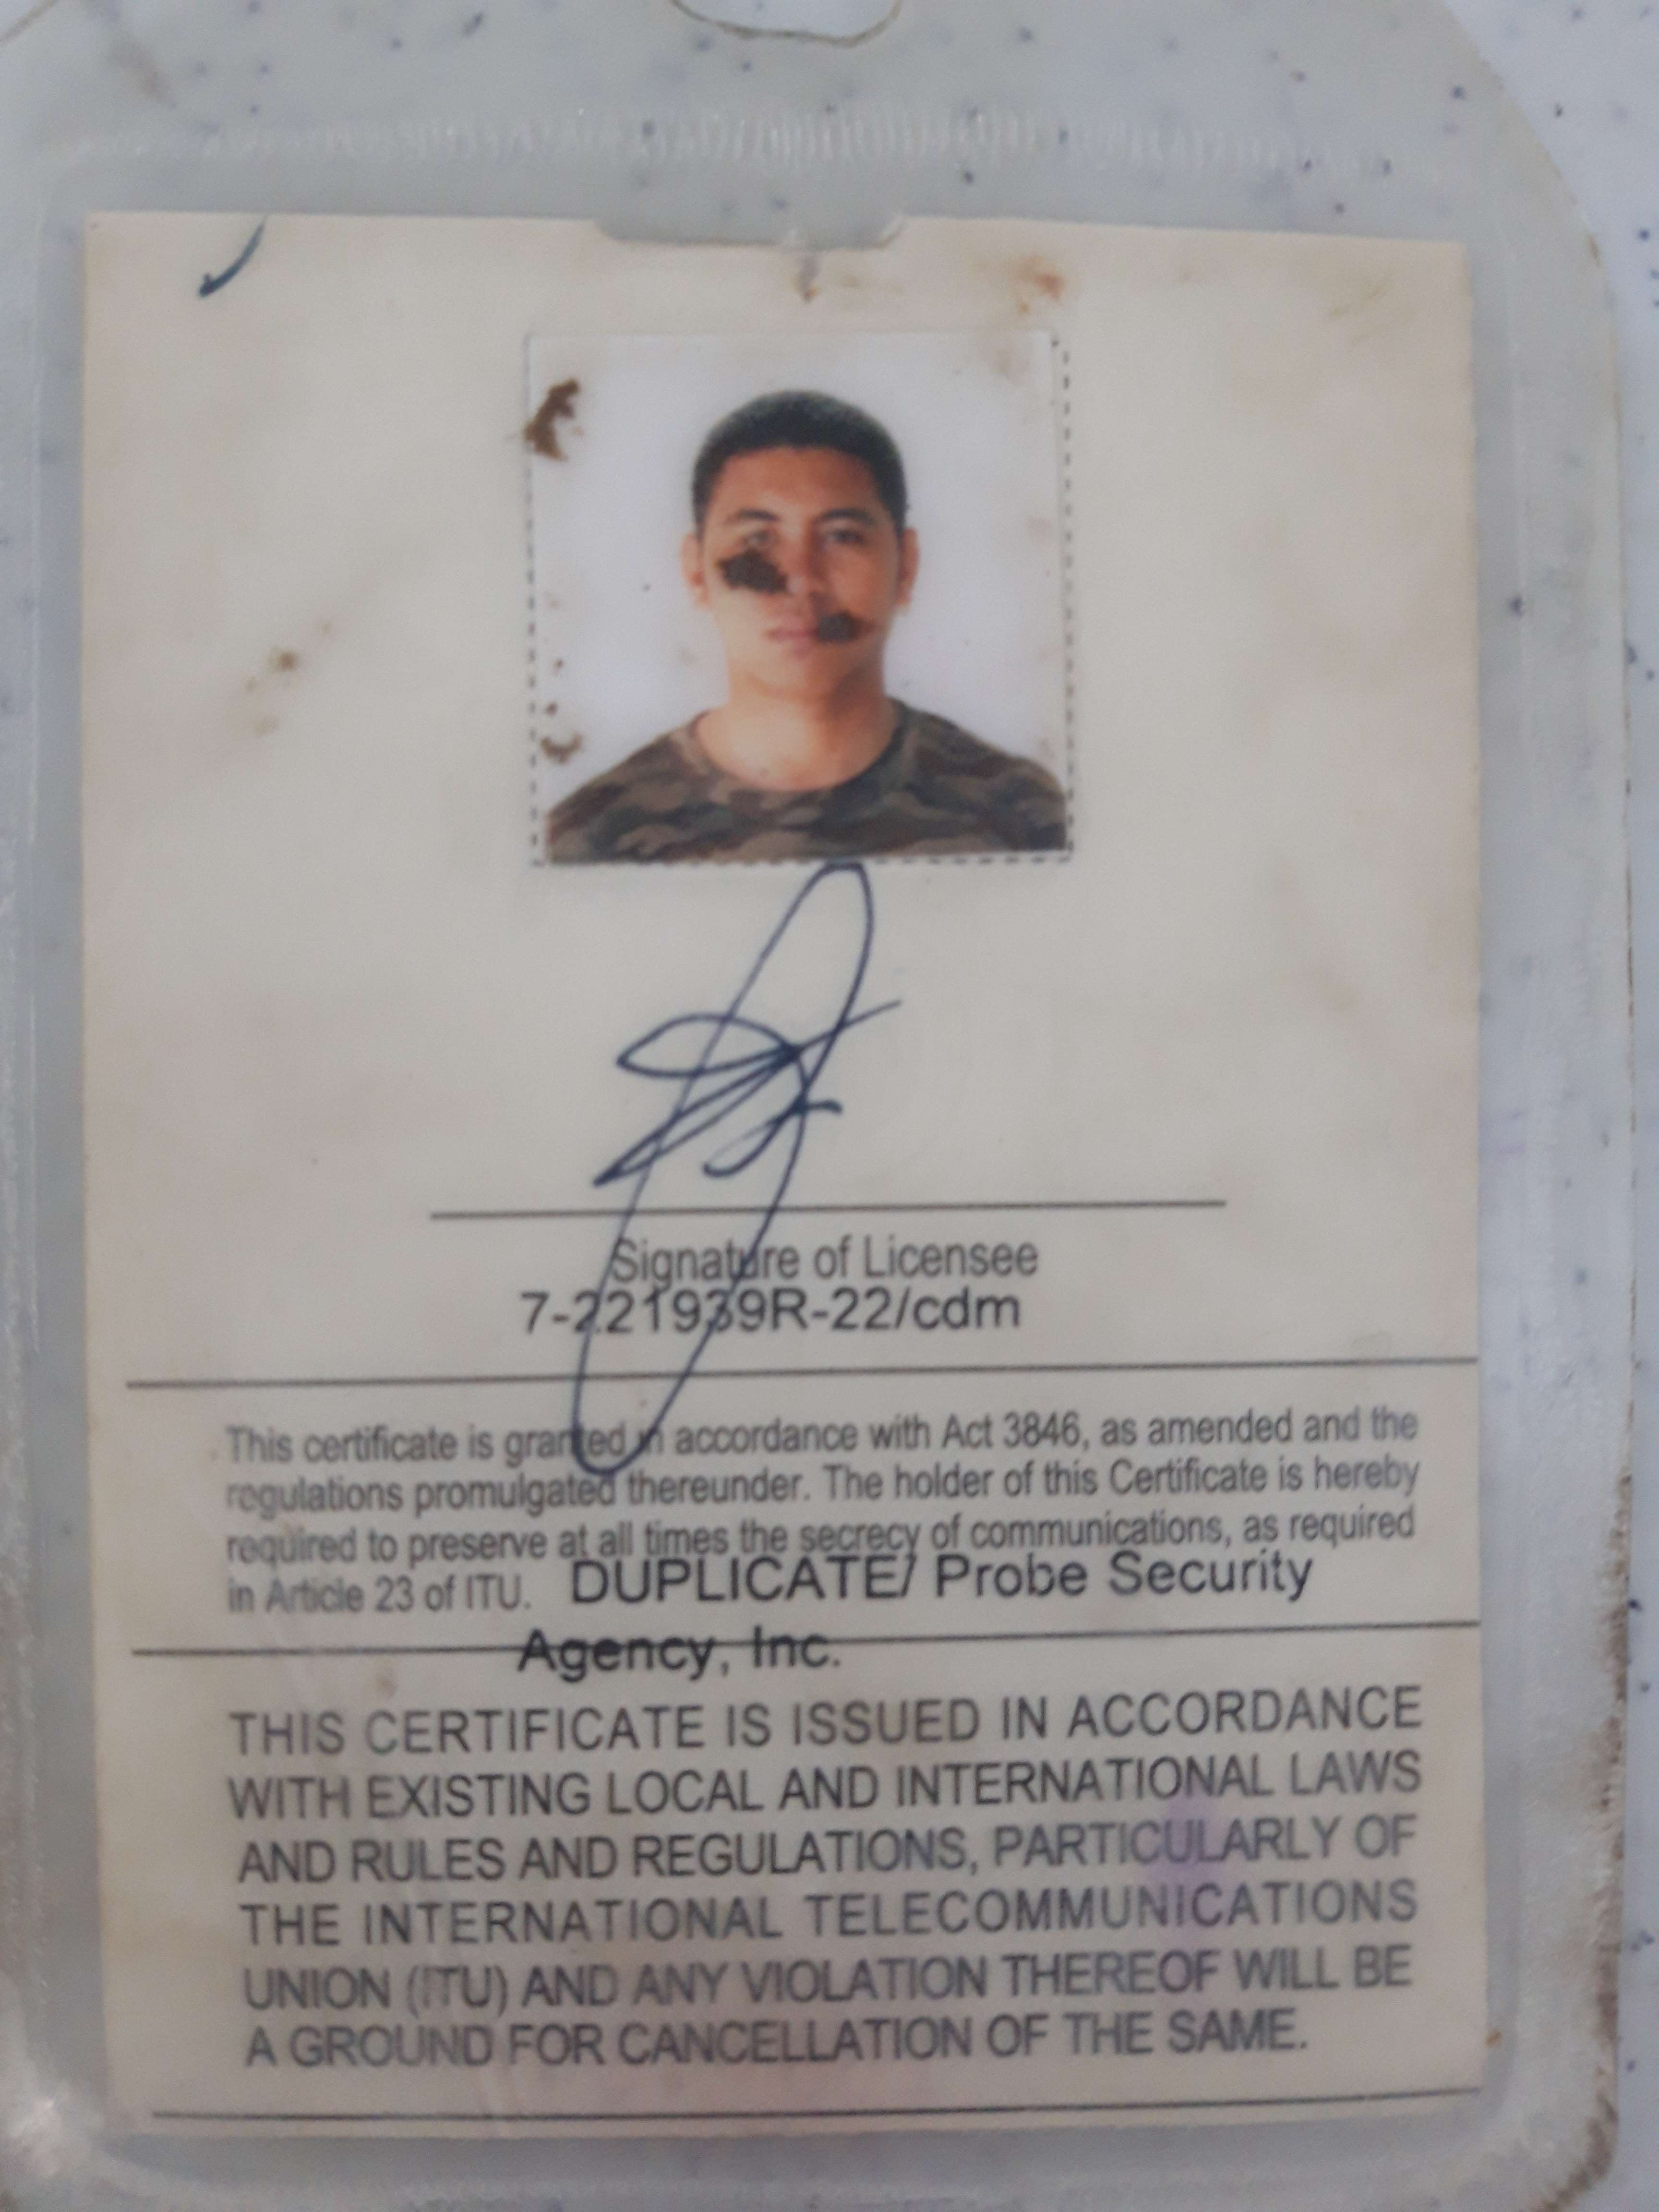 Signature of Licensee
7-221939R-22/cdm
This certificate is granted in accordance with Act 3846, as amended and the
regulations promulgated thereunder. The holder of this Certificate is hereby
required to preserve at all times the secrecy of communications, as required
in Article 23 of ITU. DUPLICATE/ Probe Security
Agency, Inc.
THIS CERTIFICATE IS ISSUED IN ACCORDANCE
WITH EXISTING LOCAL AND INTERNATIONAL LAWS
AND RULES AND REGULATIONS, PARTICULARLY OF
THE INTERNATIONAL TELECOMMUNICATIONS
UNION (ITU) AND ANY VIOLATION THEREOF WILL BE
A GROUND FOR CANCELLATION OF THE SAME.